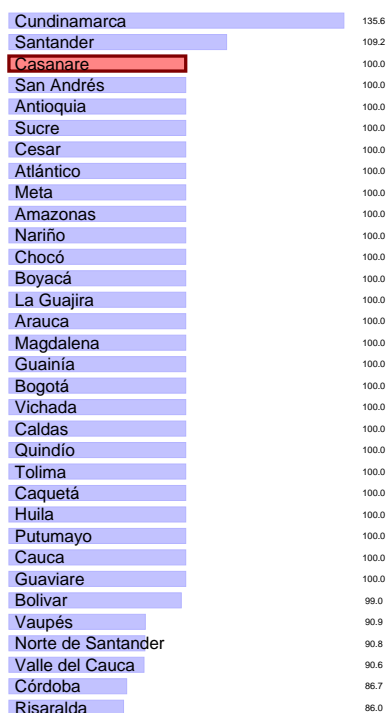 Cundinamarca 135.6
Santander 109.2
Casanare 100.0
San Andrés 100.0
Antioquia 100.0
Sucre 100.0
Cesar 100.0
Atlántico 100.0
Meta 100.0
Amazonas 100.0
Nariño 100.0
Chocó 100.0
Boyacá 100.0
La Guajira 100.0
Arauca 100.0
Magdalena 100.0
Guainía 100.0
Bogotá 100.0
Vichada 100.0
Caldas 100.0
Quindío 100.0
Tolima 100.0
Caquetá 100.0
Huila 100.0
Putumayo 100.0
Cauca 100.0
Guaviare 100.0
Bolivar 99.0
Vaupés 90.9
Norte de Santander 90.8
Valle del Cauca 90.6
Córdoba 86.7
Risaralda 86.0